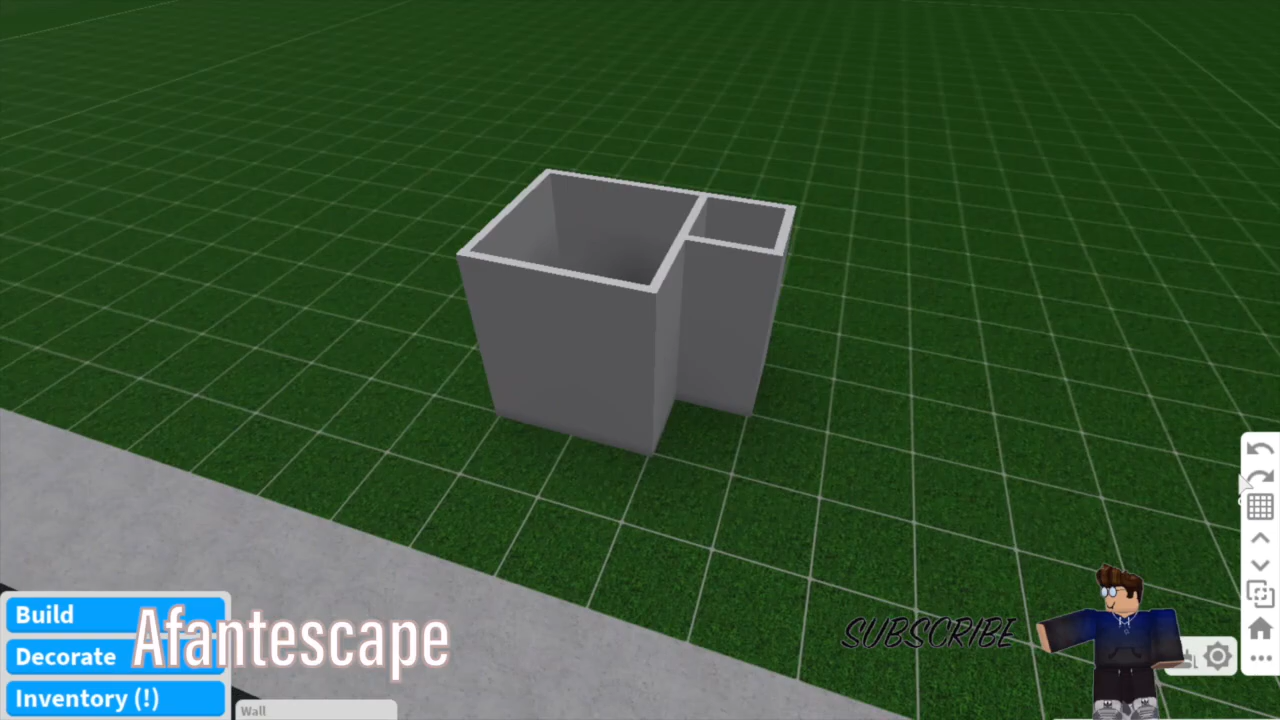 Build
Decorate
Inventory (!)
Afantescape
Wall
SUBSCRIBE